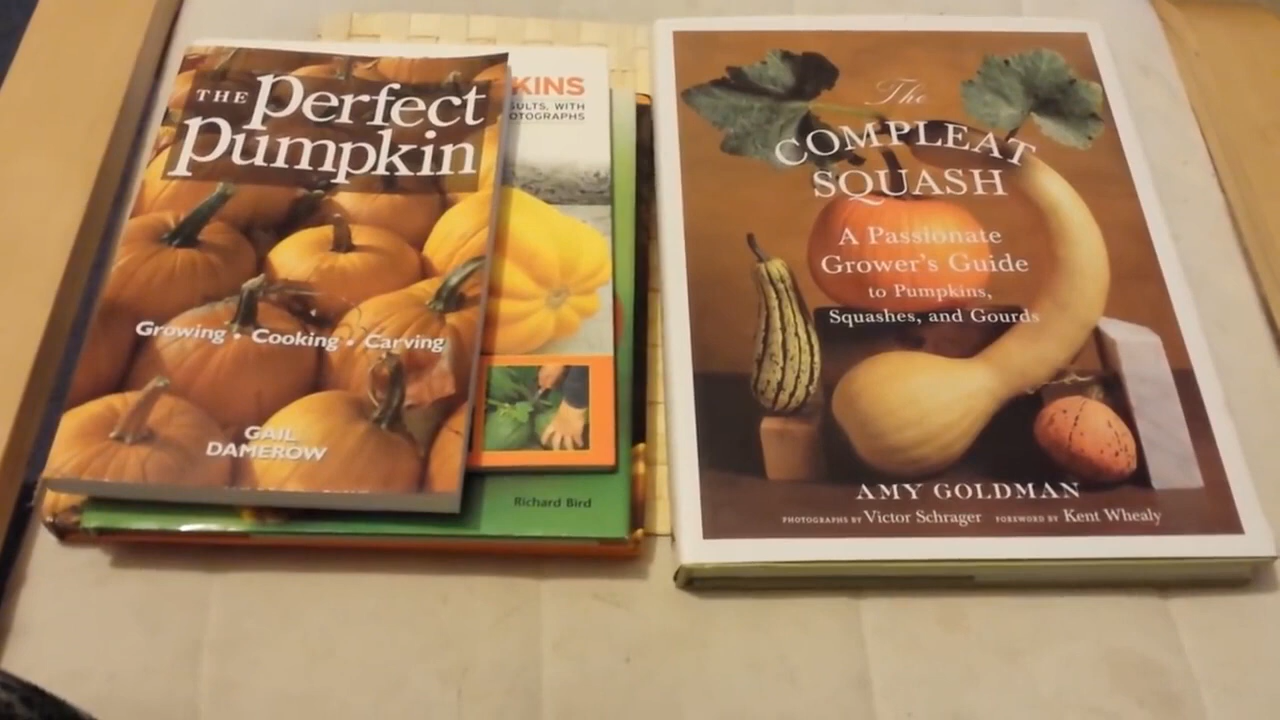 THE Perfect
Pumpkin
Growing • Cooking • Carving
GAIL
DAMEROW
KINS
SULTS, WITH
OTOGRAPHS
Richard Bird
The
COMPLEAT
SQUASH
A Passionate
Grower's Guide
to Pumpkins,
Squashes, and Gourds
AMY GOLDMAN
PHOTOGRAPHS BY Victor Schrager FOREWORD BY Kent Whealy